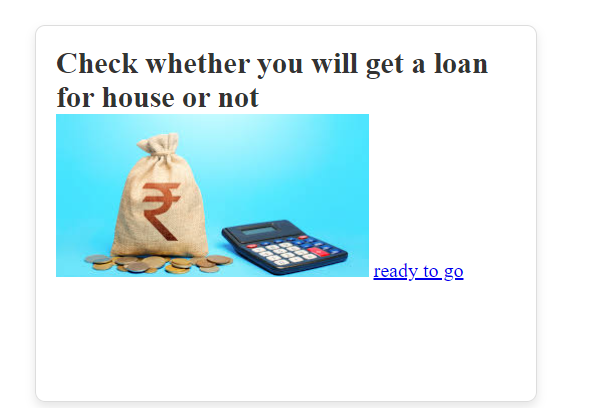 Check whether you will get a loan
for house or not
₹
ready to go